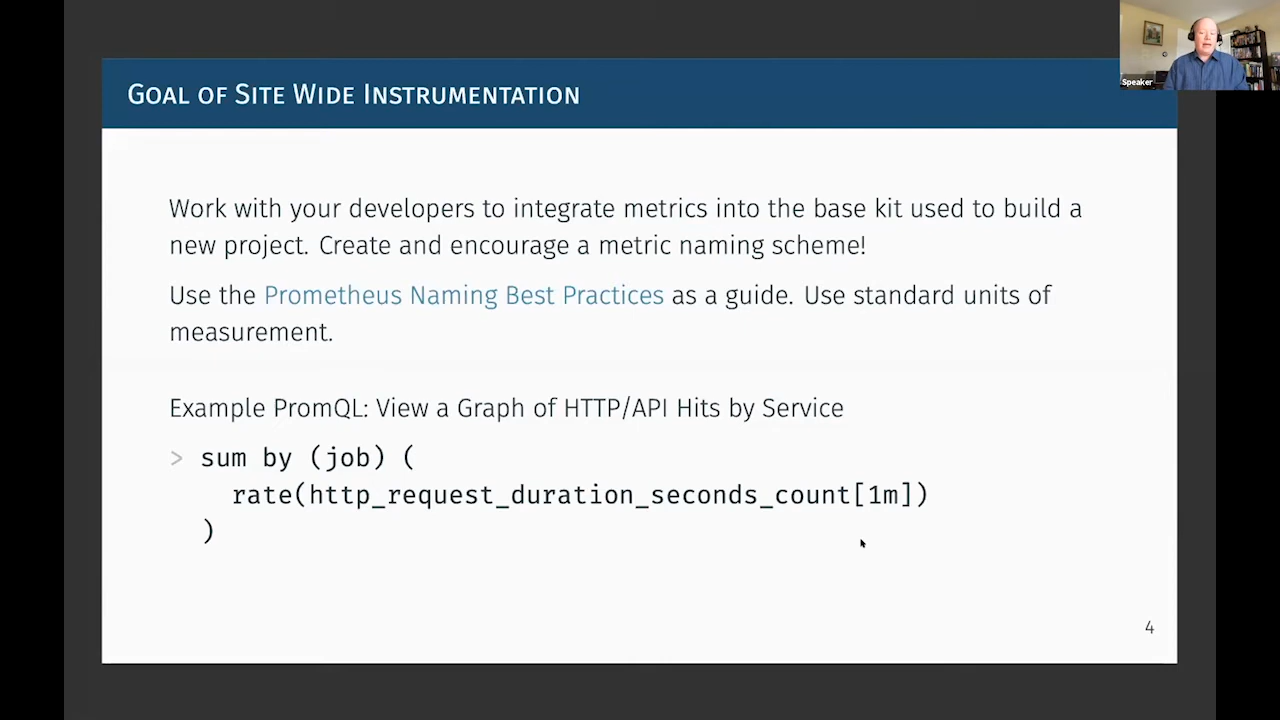 GOAL OF SITE WIDE INSTRUMENTATION
Speaker
Work with your developers to integrate metrics into the base kit used to build a
new project. Create and encourage a metric naming scheme!
Use the Prometheus Naming Best Practices as a guide. Use standard units of
measurement.
Example PromQL: View a Graph of HTTP/API Hits by Service
> sum by (job) (
rate(http_request_duration_seconds_count[1m])
)
4